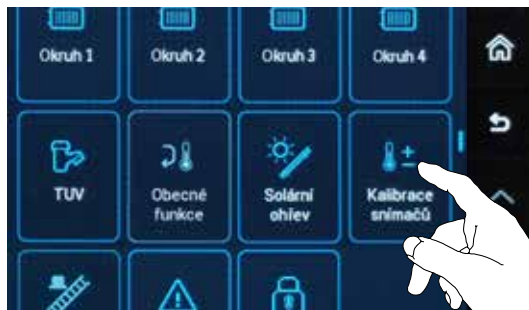 Okruh 1
Okruh 2
Okruh 3
Okruh 4
TUV
Obecné
funkce
Solární
ohřev
Kalibrace
snímačů